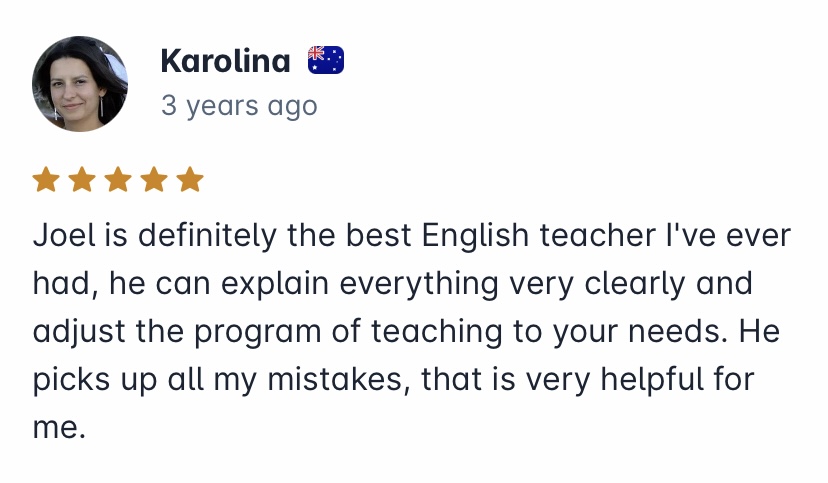 Karolina
3 years ago
Joel is definitely the best English teacher I've ever
had, he can explain everything very clearly and
adjust the program of teaching to your needs. He
picks up all my mistakes, that is very helpful for
me.